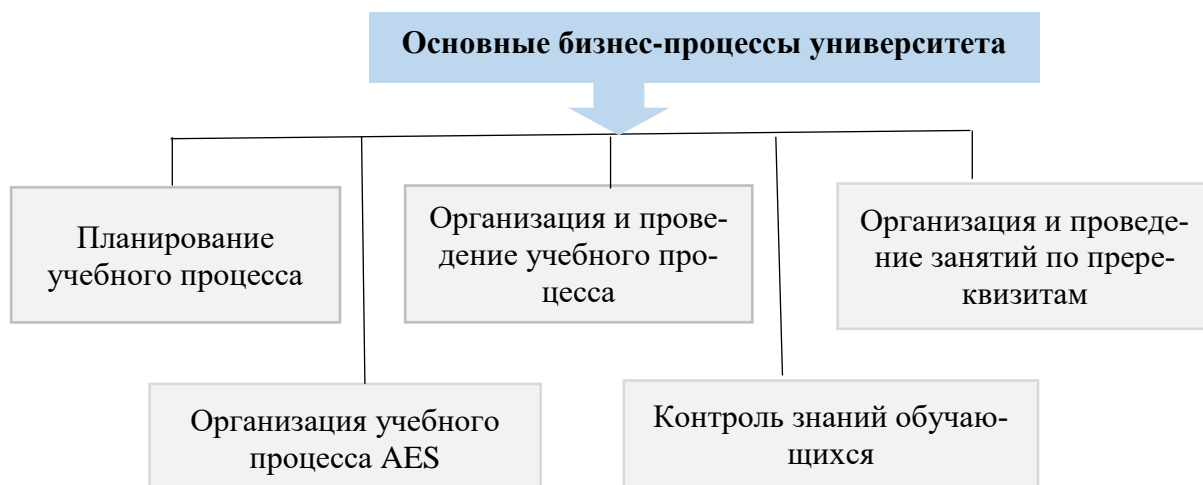 Основные бизнес-процессы университета
Планирование
учебного процесса
Организация и прове-
дение учебного про-
цесса
Организация и проведе-
ние занятий по прере-
квизитам
Организация учебного
процесса AES
Контроль знаний обучаю-
щихся